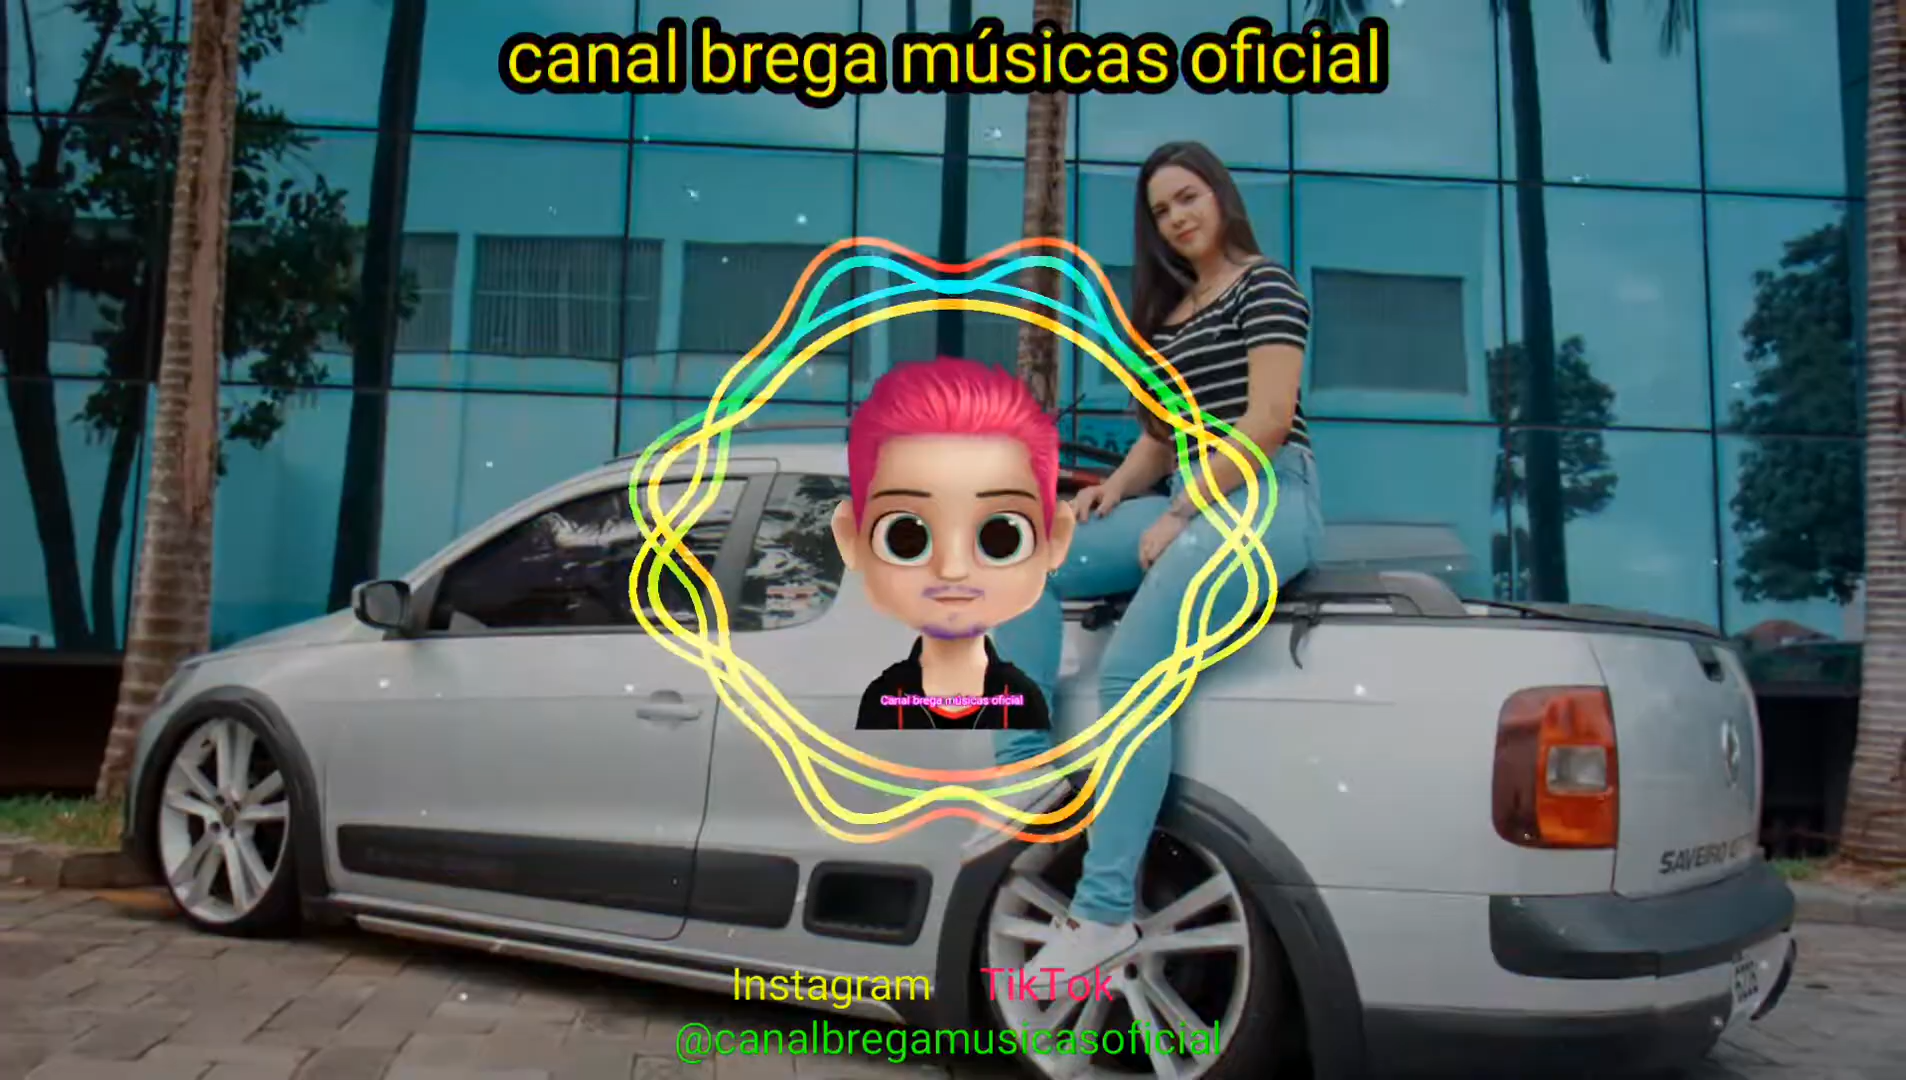 canal brega músicas oficial
Canal brega músicas oficial
SAVEIRO
Instagram TikTok
@canalbregamusicasoficial